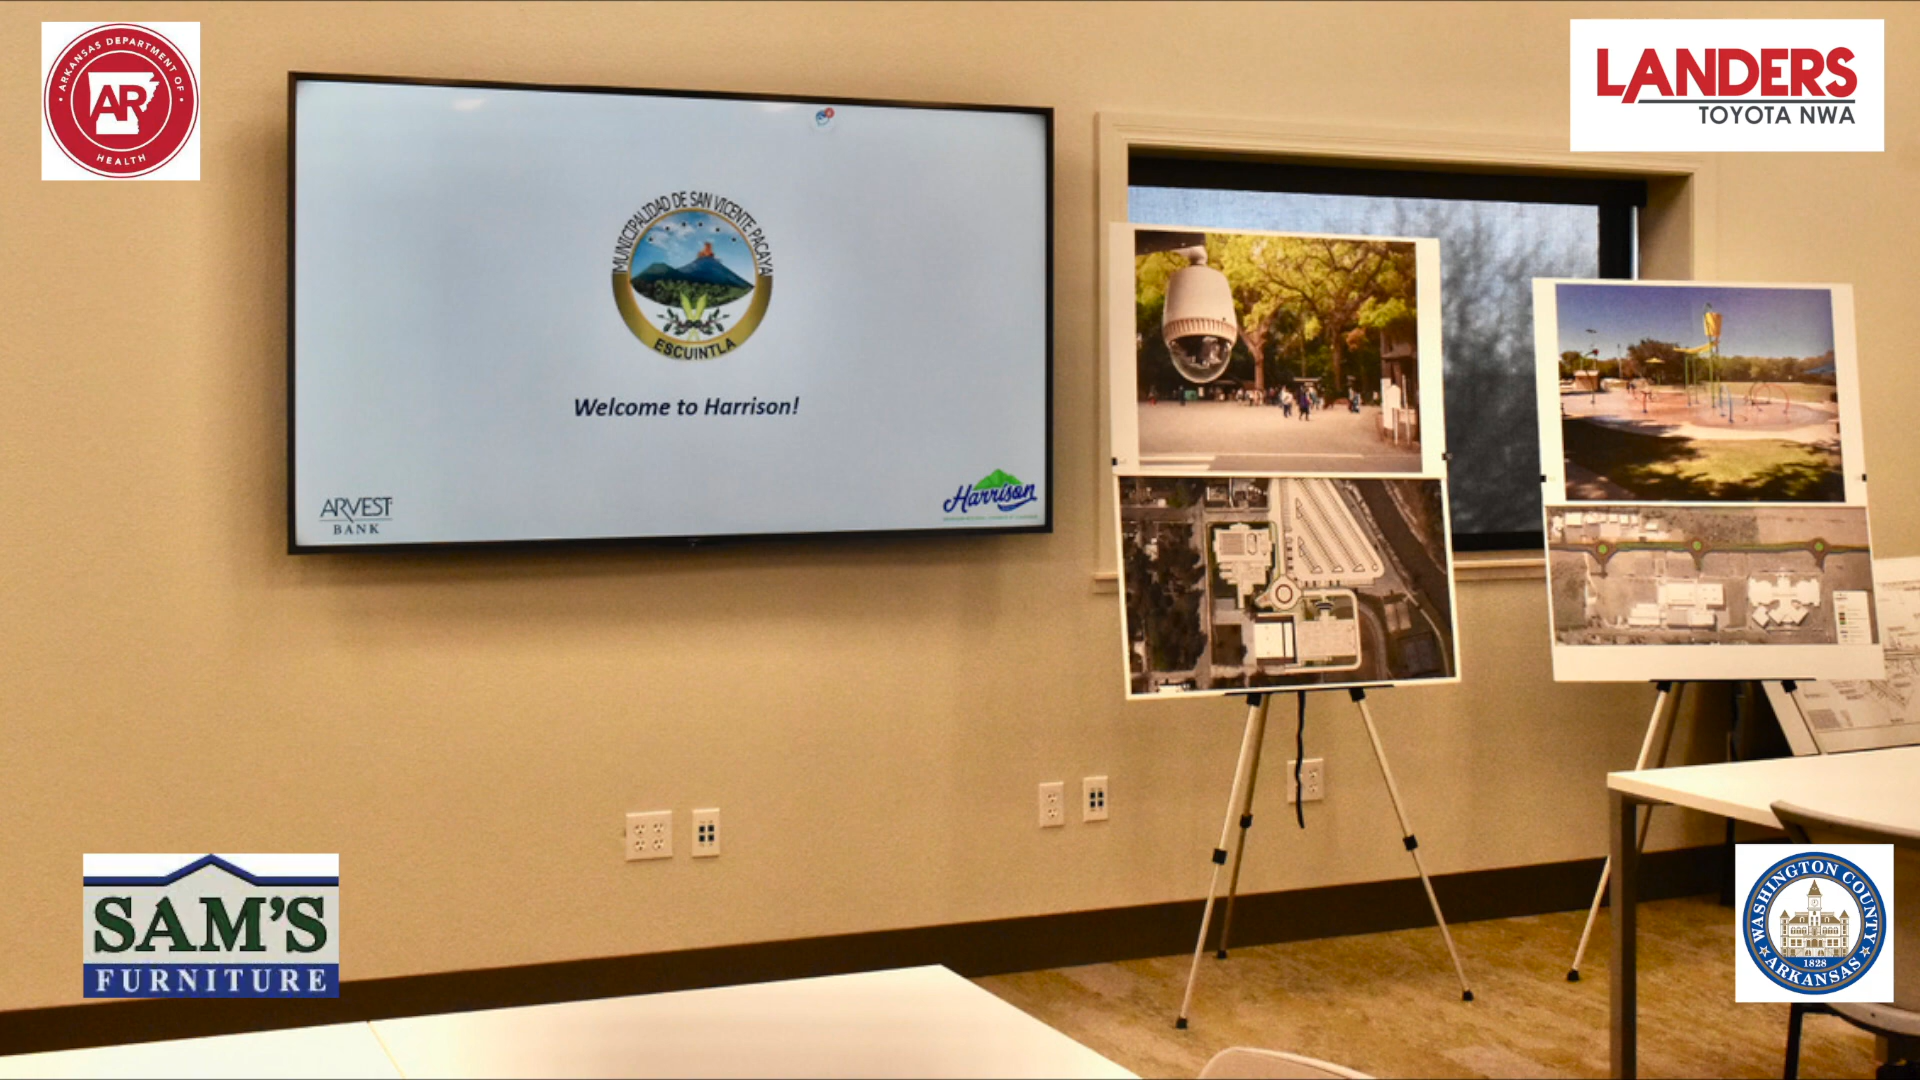 ARKANSAS DEPARTMENT OF
AR
HEALTH
LANDERS
TOYOTA NWA
MUNICIPALIDAD DE SAN VICENTE PACAYA
ESCUINTLA
Welcome to Harrison!
ARVEST
BANK
Harrison
SAM'S
FURNITURE
WASHINGTON COUNTY
1828
ARKANSAS